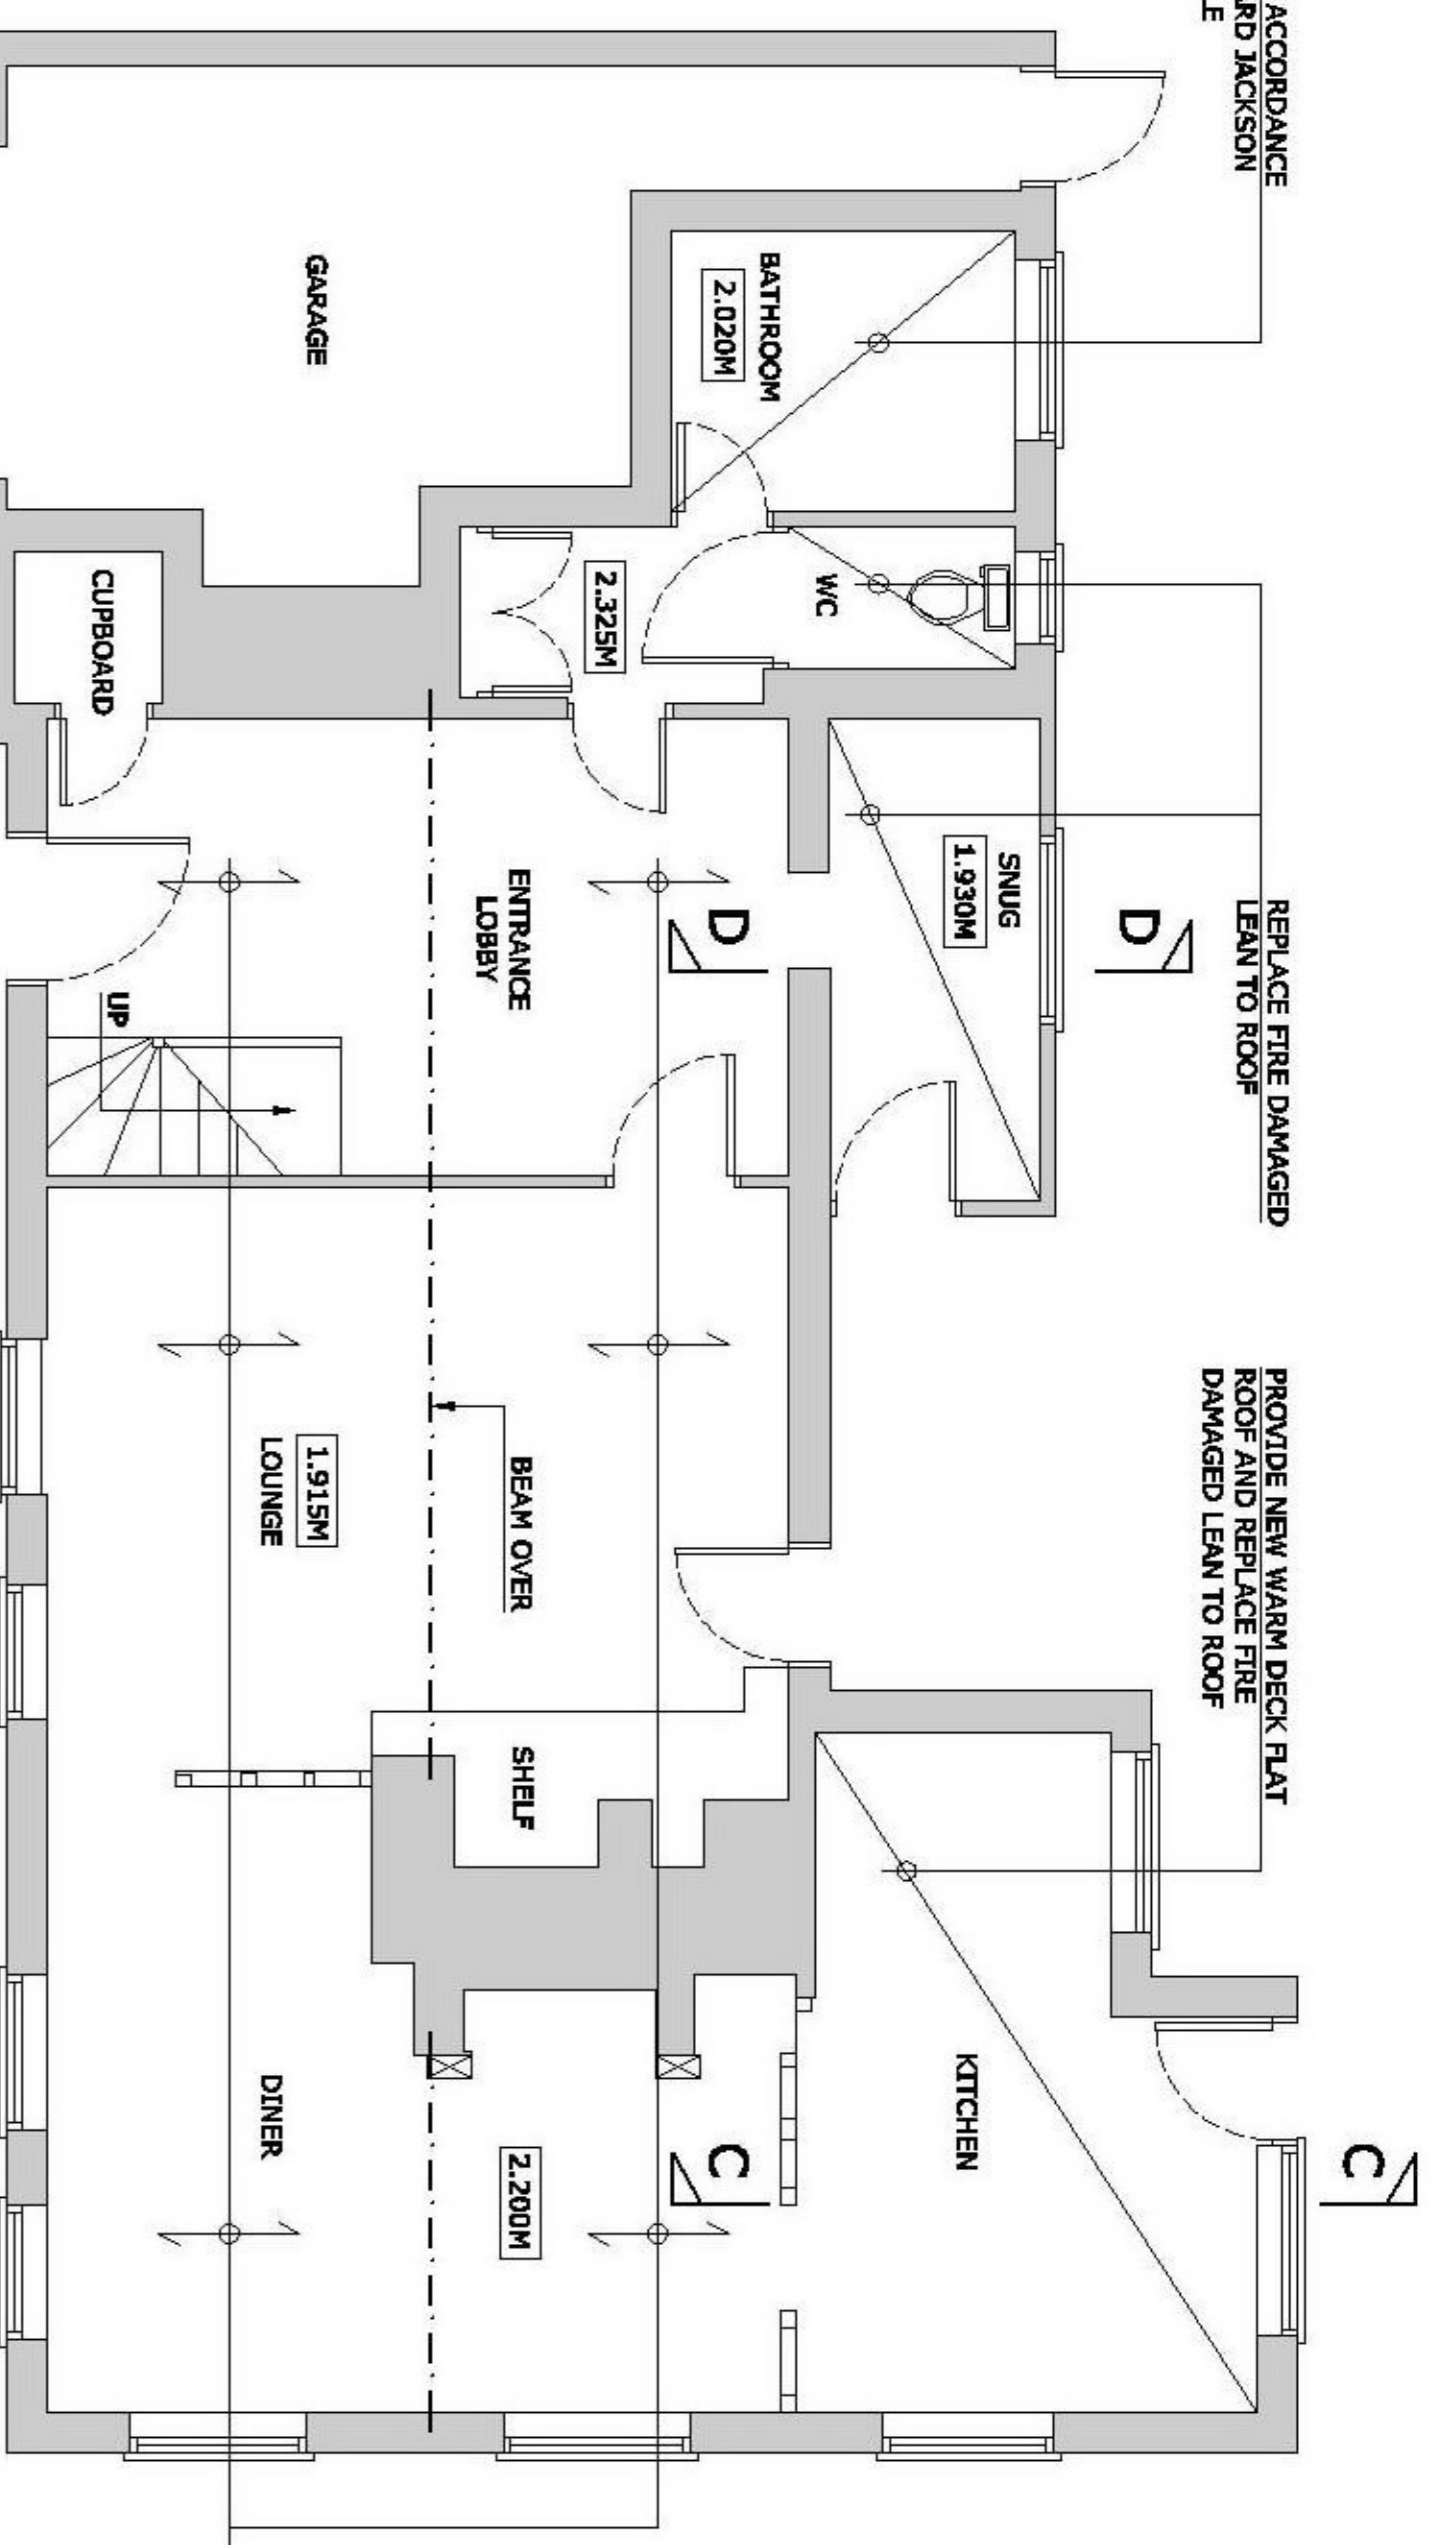 ACCORDANCE
ARD JACKSON
LE
REPLACE FIRE DAMAGED
LEAN TO ROOF
PROVIDE NEW WARM DECK FLAT
ROOF AND REPLACE FIRE
DAMAGED LEAN TO ROOF
C
D
SNUG
1.930M
KITCHEN
BATHROOM
2.020M
WC
D
C
2.325M
ENTRANCE
LOBBY
BEAM OVER
SHELF
2.200M
GARAGE
1.915M
LOUNGE
DINER
CUPBOARD
UP